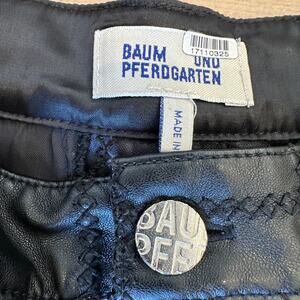 17110325
BAUM UND
PFERDGARTEN
MADE IN
BAU
PFE